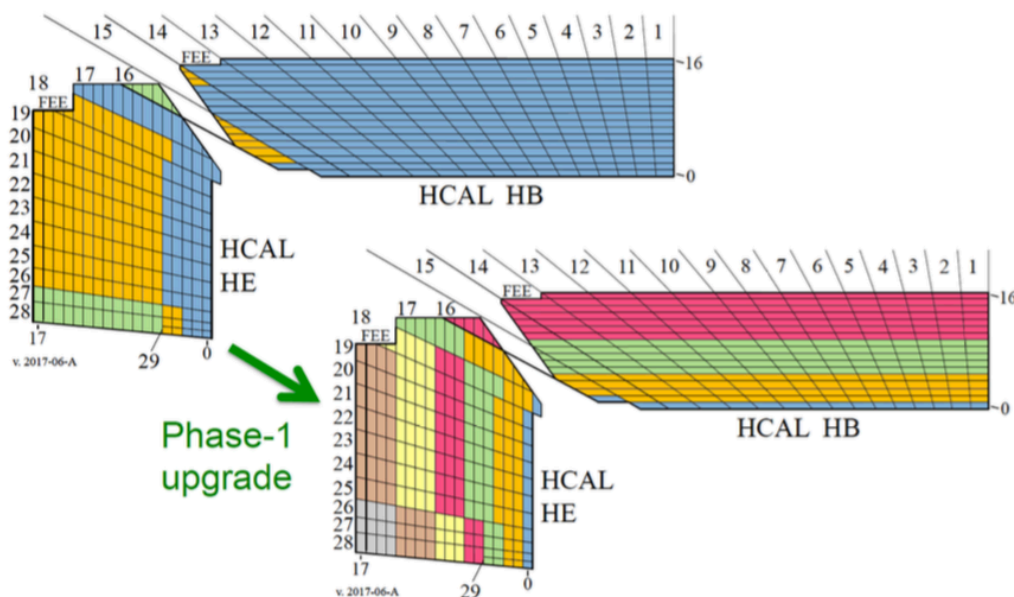 15 14 13 12 11 10 9 8 7 6 5 4 3 2 1
FEE
16
18 17 16
FEE
19
20
21
22
23
24
25
26
27
28
0
HCAL HB
HCAL
HE
17
29
0
v. 2017-06-A
Phase-1
upgrade
15 14 13 12 11 10 9 8 7 6 5 4 3 2 1
FEE
16
18 17 16
FEE
19
20
21
22
23
24
25
26
27
28
0
HCAL HB
HCAL
HE
17
29
0
v. 2017-06-A